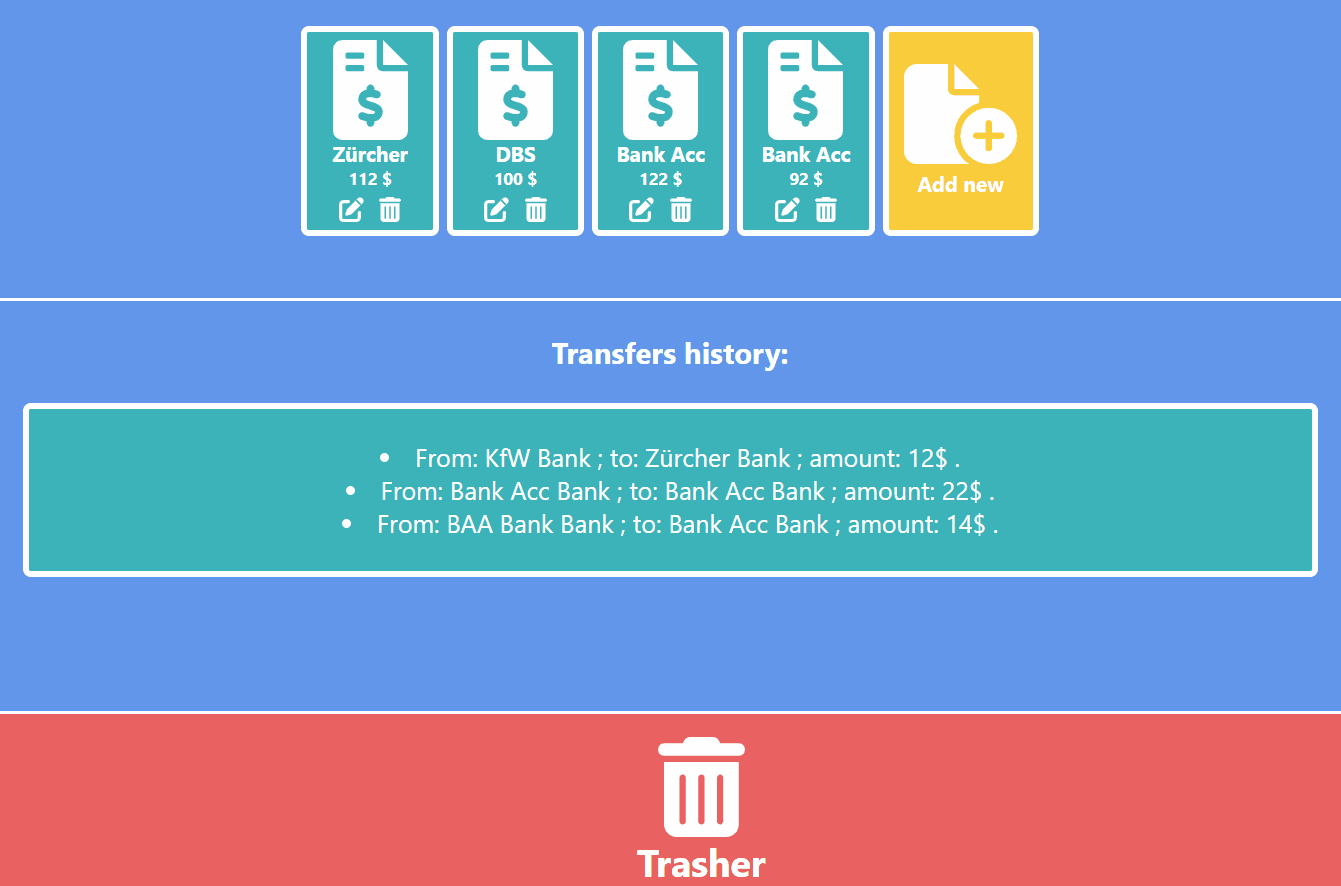 Zürcher DBS Bank Acc Bank Acc
112 $ 100 $ 122 $ 92 $
Add new
Transfers history:
• From: KfW Bank ; to: Zürcher Bank ; amount: 12$ .
• From: Bank Acc Bank ; to: Bank Acc Bank ; amount: 22$ .
• From: BAA Bank Bank ; to: Bank Acc Bank ; amount: 14$ .
Trasher